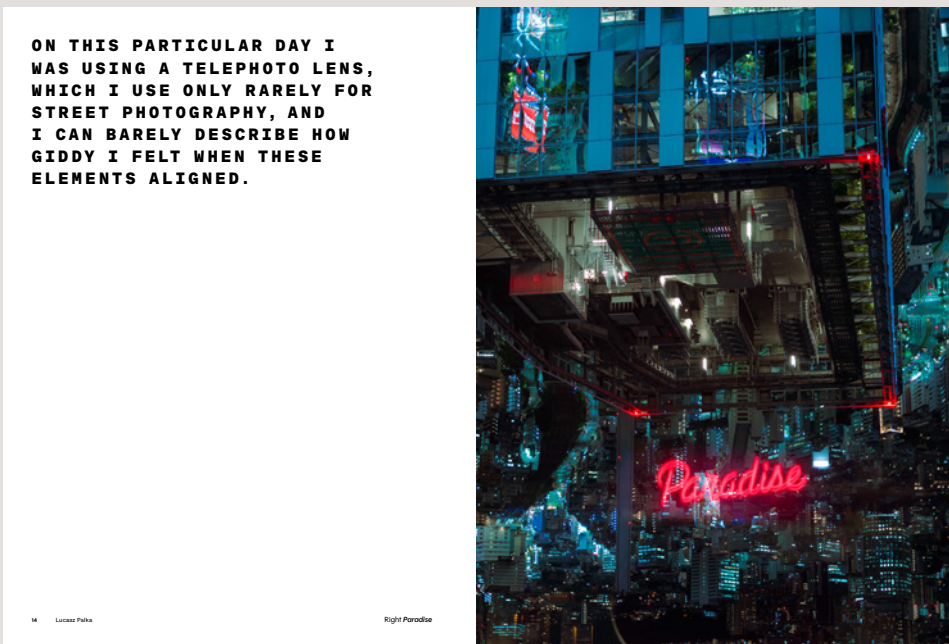 ON THIS PARTICULAR DAY I
WAS USING A TELEPHOTO LENS,
WHICH I USE ONLY RARELY FOR
STREET PHOTOGRAPHY, AND
I CAN BARELY DESCRIBE HOW
GIDDY I FELT WHEN THESE
ELEMENTS ALIGNED.
Paradise
14 Lucasz Palka Right Paradise